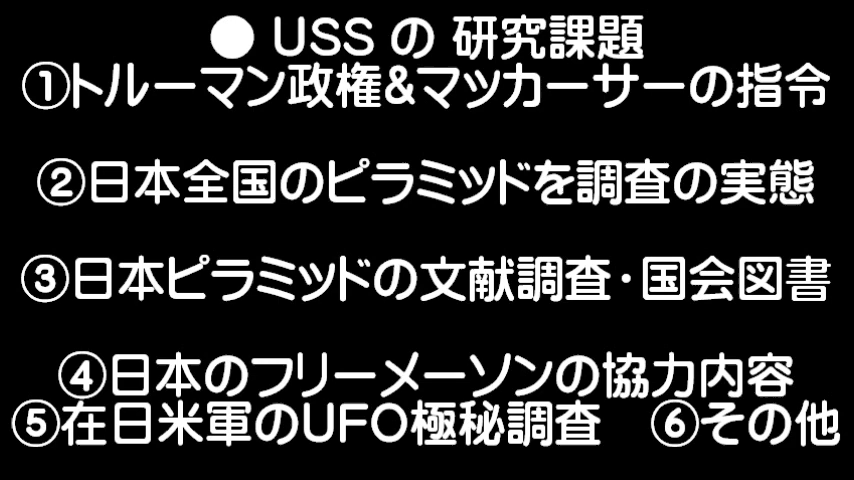 ● USS の 研究課題
①トルーマン政権&マッカーサーの指令
②日本全国のピラミッドを調査の実態
③日本ピラミッドの文献調査・国会図書
④日本のフリーメーソンの協力内容
⑤在日米軍のUFO極秘調査　⑥その他